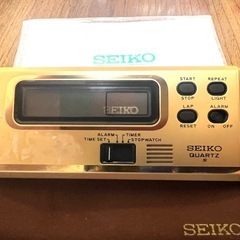 SEIKO
START
STOP
REPEAT
LIGHT
SEIKO
LAP
RESET
ALARM
ON OFF
ALARM
TIME SET
TIMER
STOPWATCH
SEIKO
QUARTZ
SEIKO